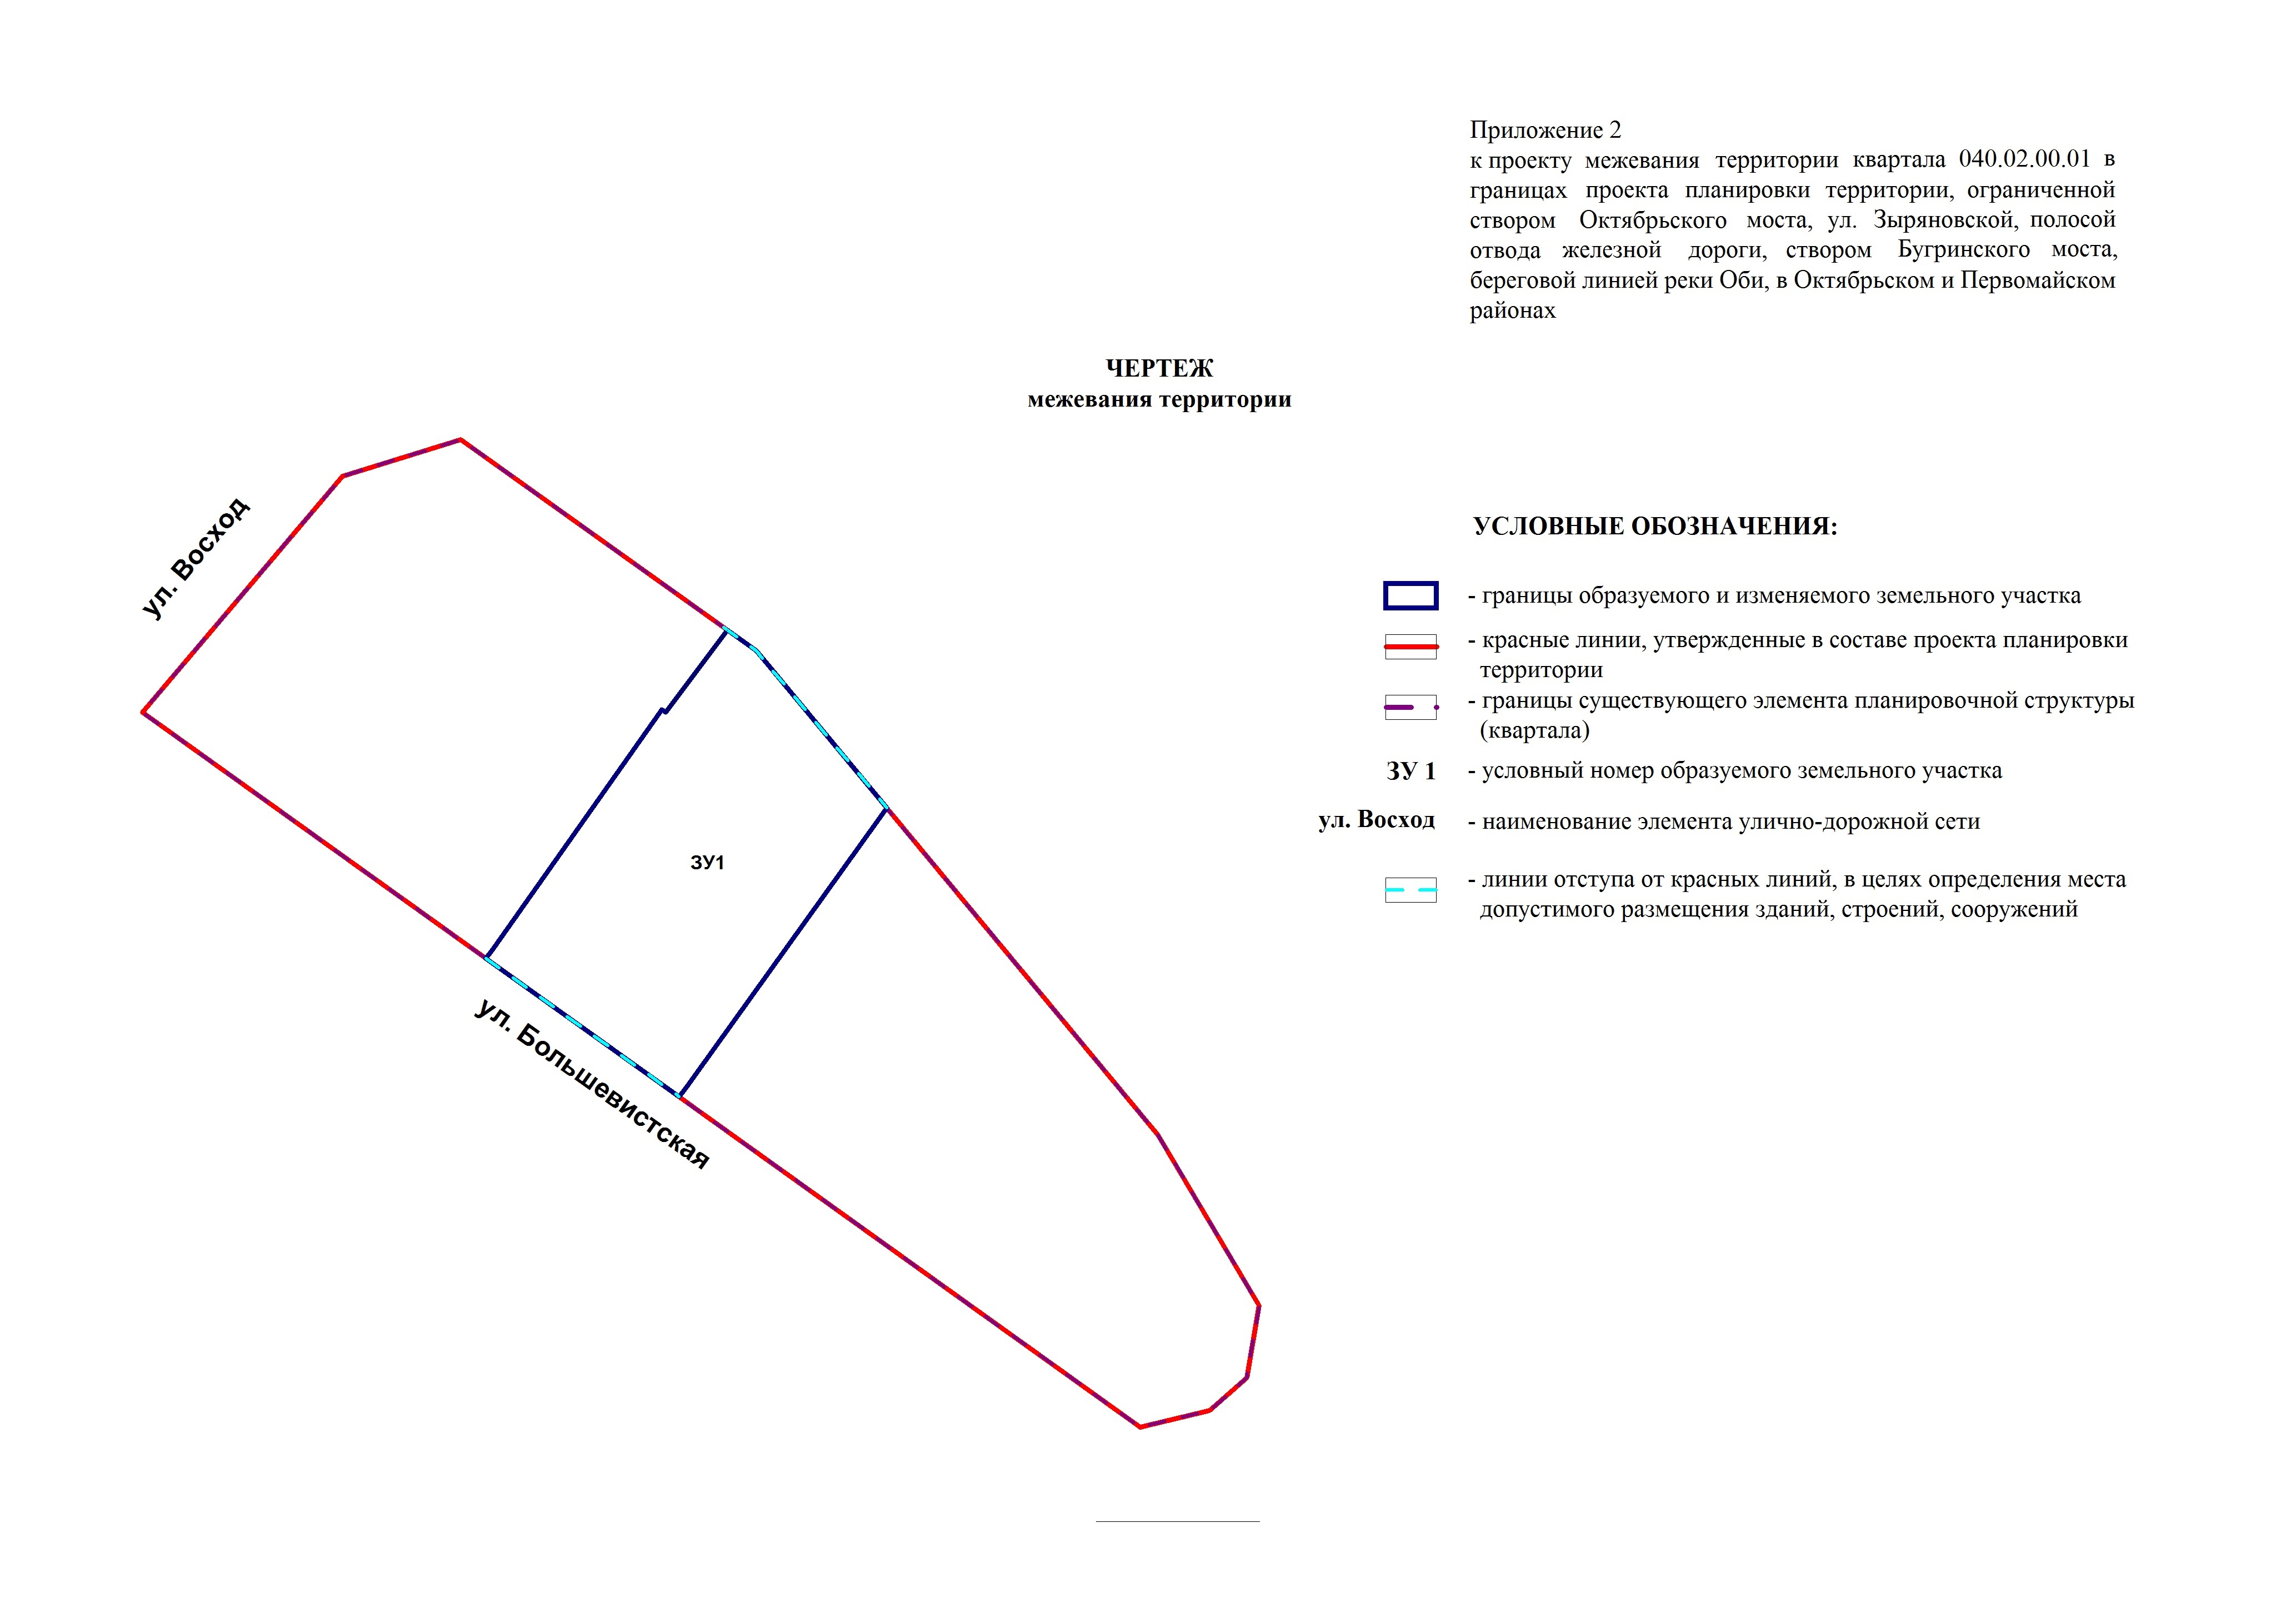 Приложение 2
к проекту межевания территории квартала 040.02.00.01 в
границах проекта планировки территории, ограниченной
створом Октябрьского моста, ул. Зыряновской, полосой
отвода железной дороги, створом Бугринского моста,
береговой линией реки Оби, в Октябрьском и Первомайском
районах
ЧЕРТЕЖ
межевания территории
ул. Восход
ЗУ1
ул. Большевистская
УСЛОВНЫЕ ОБОЗНАЧЕНИЯ:
- границы образуемого и изменяемого земельного участка
- красные линии, утвержденные в составе проекта планировки
территории
- границы существующего элемента планировочной структуры
(квартала)
ЗУ 1 - условный номер образуемого земельного участка
ул. Восход - наименование элемента улично-дорожной сети
- линии отступа от красных линий, в целях определения места
допустимого размещения зданий, строений, сооружений